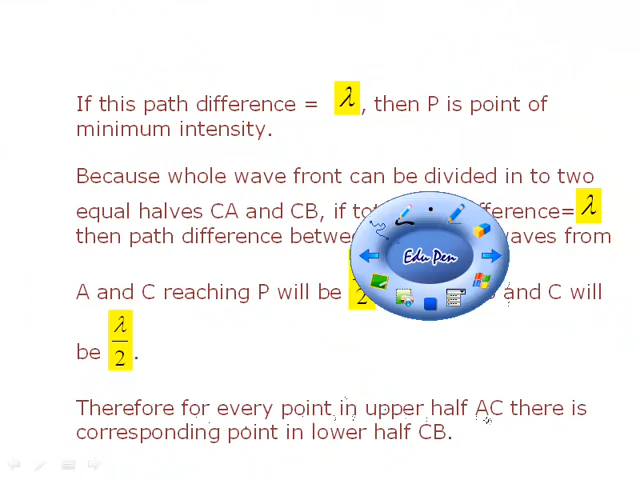 If this path difference = λ, then P is point of
minimum intensity.
Because whole wave front can be divided in to two
equal halves CA and CB, if difference= λ
then path difference waves from
Edu Pen
A and C reaching P will be 2 and C will
be λ/2.
Therefore for every point in upper half AC there is
corresponding point in lower half CB.